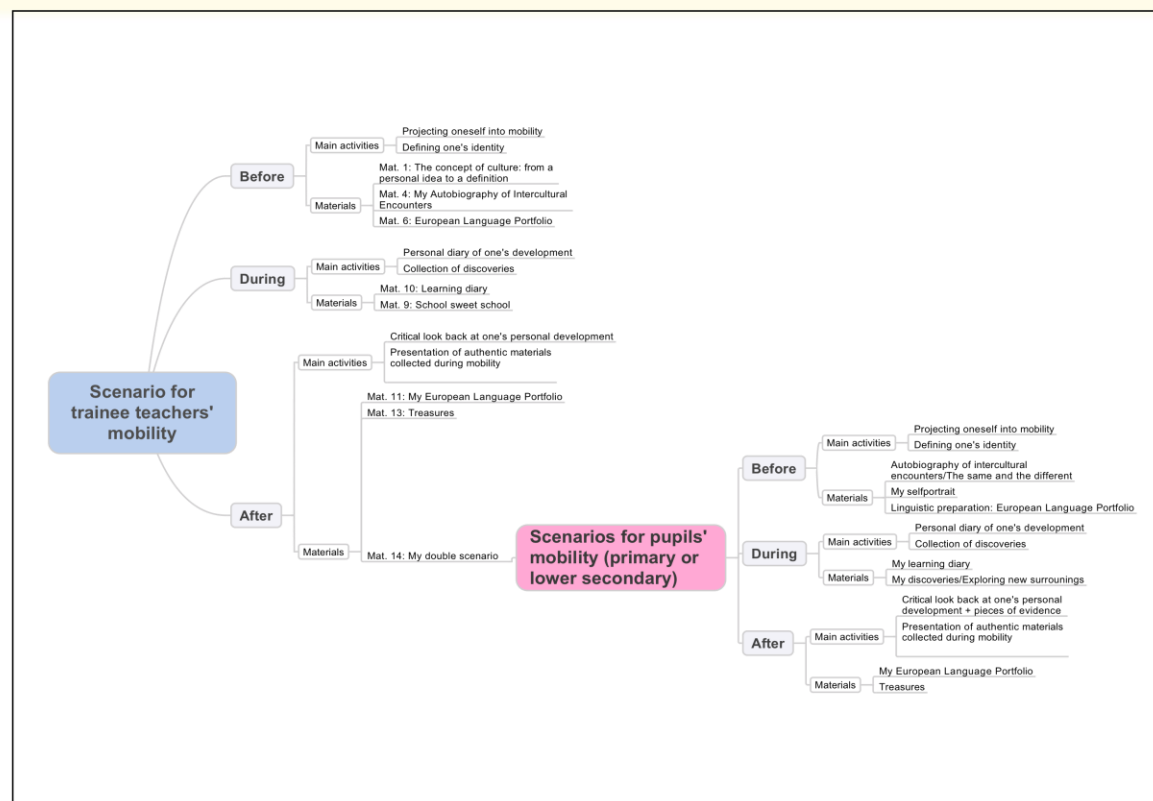 Scenario for
trainee teachers'
mobility
Before
Main activities
Projecting oneself into mobility
Defining one's identity
Materials
Mat. 1: The concept of culture: from a
personal idea to a definition
Mat. 4: My Autobiography of Intercultural
Encounters
Mat. 6: European Language Portfolio
During
Main activities
Personal diary of one's development
Collection of discoveries
Materials
Mat. 10: Learning diary
Mat. 9: School sweet school
After
Main activities
Critical look back at one's personal development
Presentation of authentic materials
collected during mobility
Materials
Mat. 11: My European Language Portfolio
Mat. 13: Treasures
Mat. 14: My double scenario
Scenarios for pupils'
mobility (primary or
lower secondary)
Before
Main activities
Projecting oneself into mobility
Defining one's identity
Materials
Autobiography of intercultural
encounters/The same and the different
My selfportrait
Linguistic preparation: European Language Portfolio
During
Main activities
Personal diary of one's development
Collection of discoveries
Materials
My learning diary
My discoveries/Exploring new surrounings
After
Main activities
Critical look back at one's personal
development + pieces of evidence
Presentation of authentic materials
collected during mobility
Materials
My European Language Portfolio
Treasures